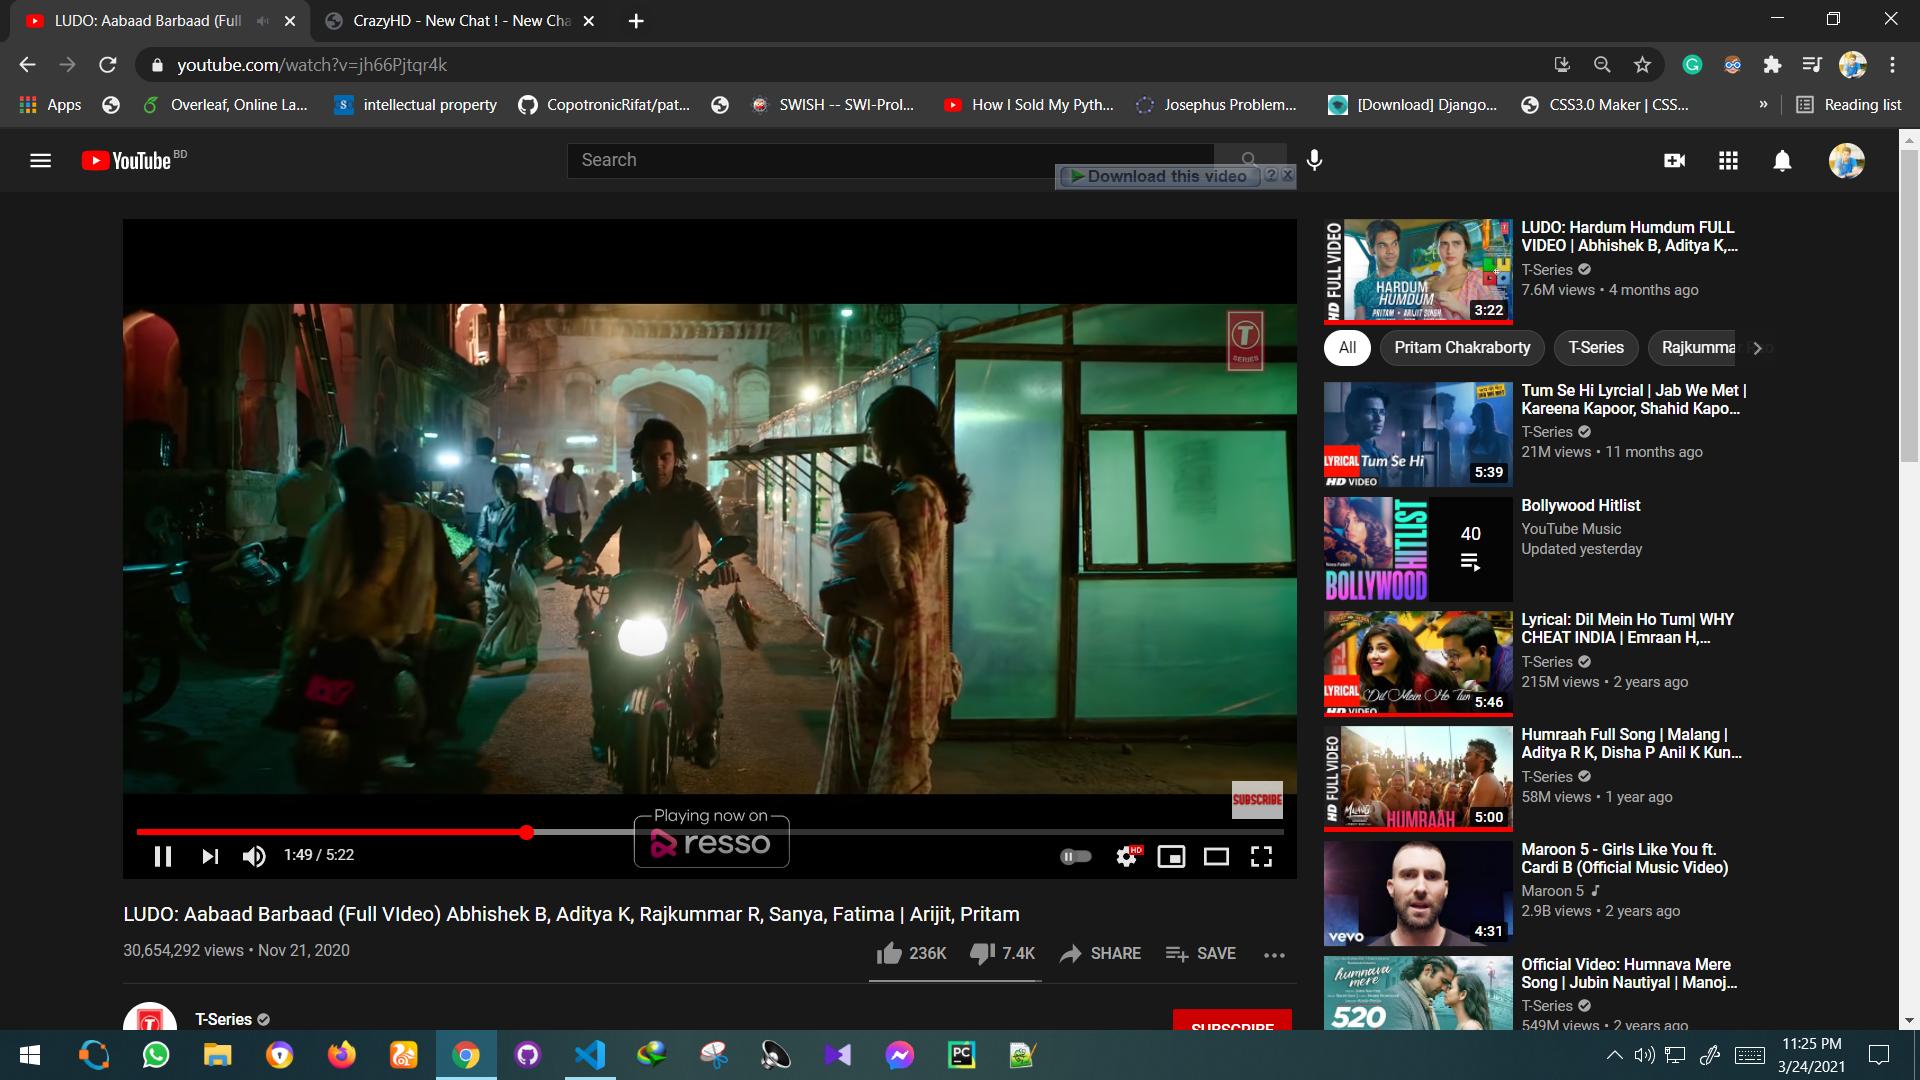 LUDO: Aabaad Barbaad (Full
CrazyHD - New Chat ! - New Cha
youtube.com/watch?v=jh66Pjtqr4k
Apps
Overleaf, Online La...
intellectual property
CopotronicRifat/pat...
SWISH -- SWI-Prol...
How I Sold My Pyth...
Josephus Problem...
[Download] Django...
CSS3.0 Maker | CSS...
»
Reading list
YouTube BD
Search
Download this video
T
SERIES
SUBSCRIBE
Playing now on
resso
1:49 / 5:22
HD
LUDO: Aabaad Barbaad (Full VIdeo) Abhishek B, Aditya K, Rajkummar R, Sanya, Fatima | Arijit, Pritam
30,654,292 views • Nov 21, 2020
236K
7.4K
SHARE
SAVE
T-Series
SUBSCRIBE
HD FULL VIDEO
HARDUM
HUMDUM
PRITAM • ARIJIT SINGH
3:22
LUDO: Hardum Humdum FULL
VIDEO | Abhishek B, Aditya K,...
T-Series
7.6M views • 4 months ago
All
Pritam Chakraborty
T-Series
Rajkumma
LYRICAL Tum Se Hi
HD VIDEO
5:39
Tum Se Hi Lyrcial | Jab We Met |
Kareena Kapoor, Shahid Kapo...
T-Series
21M views • 11 months ago
HITLIST
BOLLYWOOD
40
Bollywood Hitlist
YouTube Music
Updated yesterday
LYRICAL Dil Mein Ho Tum
HD VIDEO
5:46
Lyrical: Dil Mein Ho Tum| WHY
CHEAT INDIA | Emraan H,...
T-Series
215M views • 2 years ago
HD FULL VIDEO
MALANG
HUMRAAH
5:00
Humraah Full Song | Malang |
Aditya R K, Disha P Anil K Kun...
T-Series
58M views • 1 year ago
vevo
4:31
Maroon 5 - Girls Like You ft.
Cardi B (Official Music Video)
Maroon 5
2.9B views • 2 years ago
humnava
mere
520
Official Video: Humnava Mere
Song | Jubin Nautiyal | Manoj...
T-Series
549M views • 2 years ago
PC
11:25 PM
3/24/2021